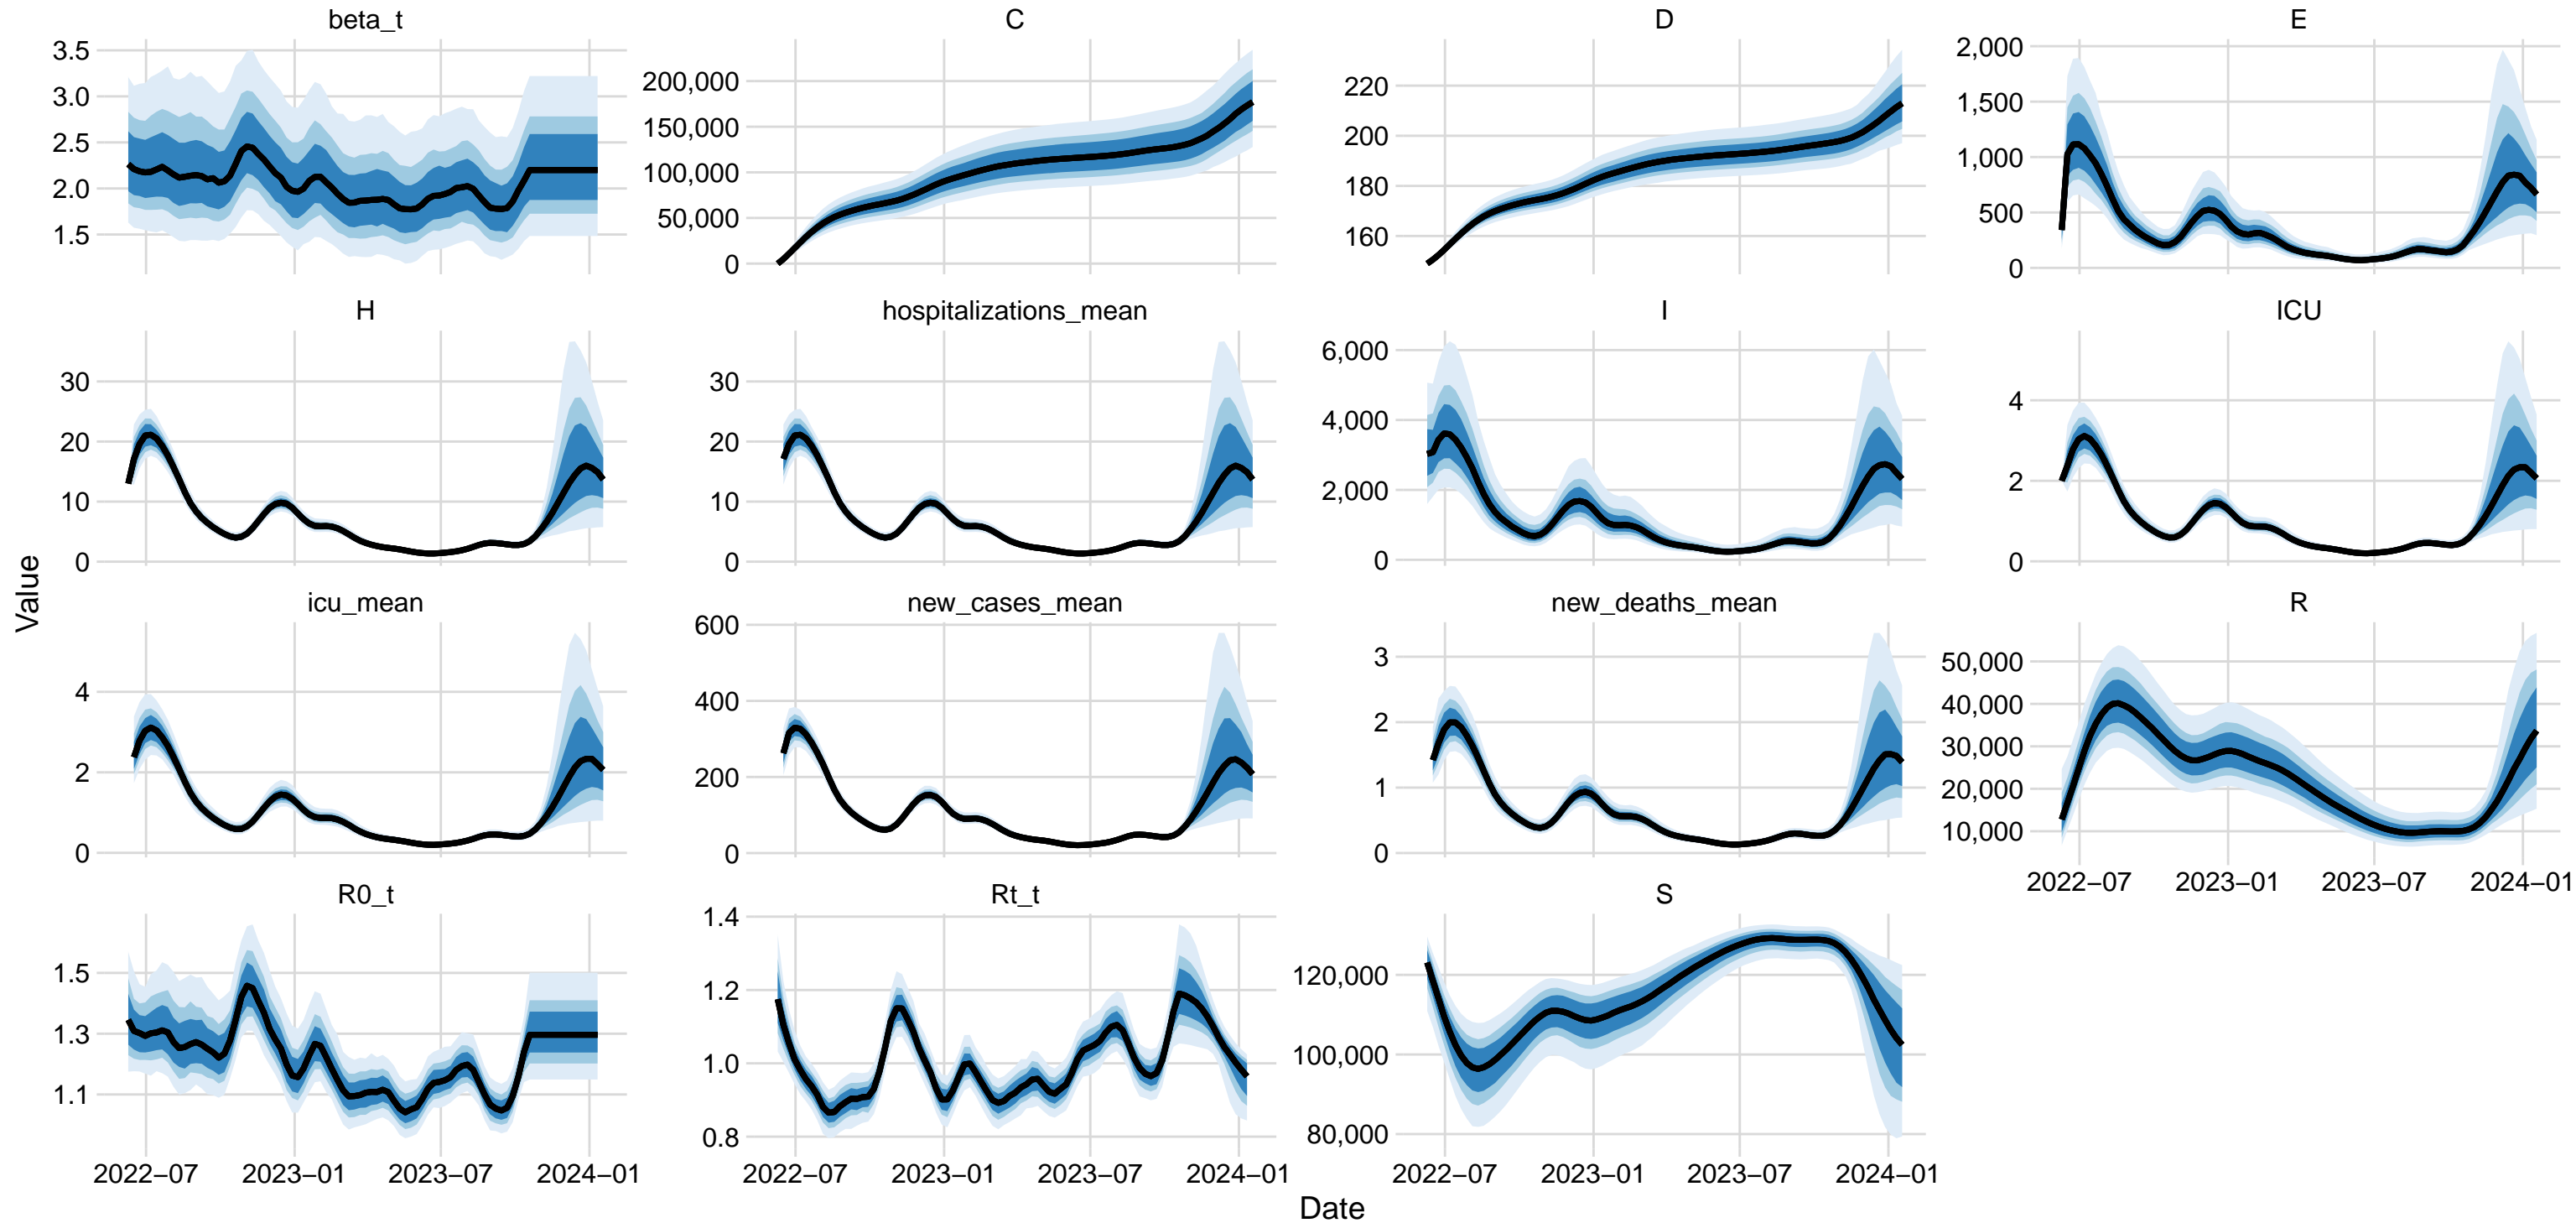 beta_t
C
D
E
3.5
3.0
2.5
2.0
1.5
200,000
150,000
100,000
50,000
0
220
200
180
160
2,000
1,500
1,000
500
0
H
hospitalizations_mean
I
ICU
30
20
10
0
30
20
10
0
6,000
4,000
2,000
0
4
2
0
Value
icu_mean
new_cases_mean
new_deaths_mean
R
4
2
0
600
400
200
0
3
2
1
0
50,000
40,000
30,000
20,000
10,000
2022−07 2023−01 2023−07 2024−01
R0_t
Rt_t
S
1.5
1.3
1.1
1.4
1.2
1.0
0.8
120,000
100,000
80,000
2022−07 2023−01 2023−07 2024−01
2022−07 2023−01 2023−07 2024−01
2022−07 2023−01 2023−07 2024−01
Date